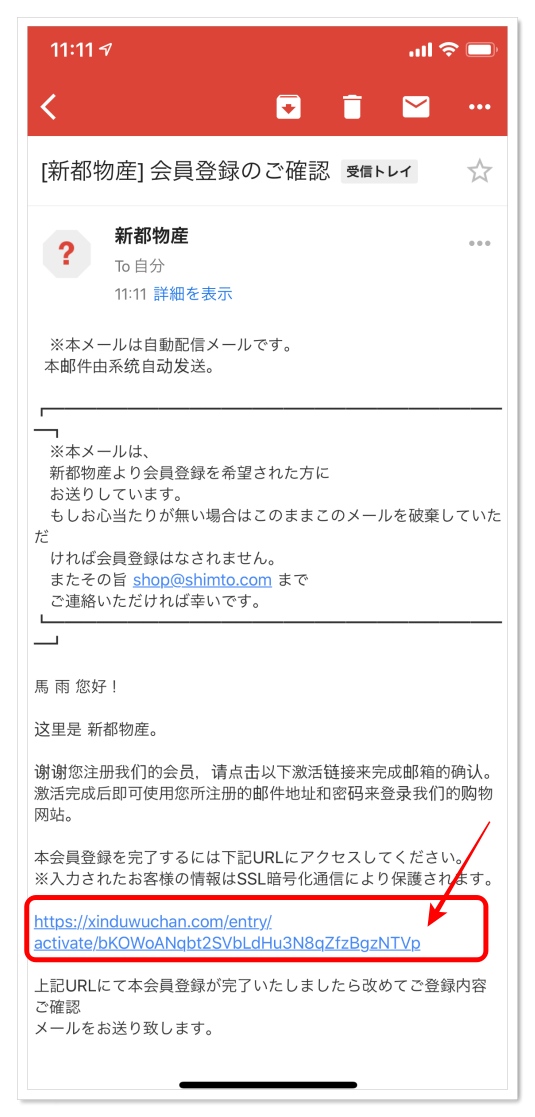 11:11
[新都物産] 会員登録のご確認 受信トレイ
?
新都物産
To 自分
11:11 詳細を表示
※本メールは自動配信メールです。
本邮件由系统自动发送。
┏━━━━━━━━━━━━━━━━━━━━━━━━━━━━━
━┓
※本メールは、
新都物産より会員登録を希望された方に
お送りしています。
もしお心当たりが無い場合はこのままこのメールを破棄していた
だ
ければ会員登録はなされません。
またその旨 shop@shimto.com まで
ご連絡いただければ幸いです。
┗━━━━━━━━━━━━━━━━━━━━━━━━━━━━━
━┛
馬 雨 您好！
这里是 新都物産。
谢谢您注册我们的会员，请点击以下激活链接来完成邮箱的确认。
激活完成后即可使用您所注册的邮件地址和密码来登录我们的购物
网站。
本会員登録を完了するには下記URLにアクセスしてください。
※入力されたお客様の情報はSSL暗号化通信により保護されます。
https://xinduwuchan.com/entry/
activate/bKOWoANqbt2SVbLdHu3N8qZfzBgzNTVp
上記URLにて本会員登録が完了いたしましたら改めてご登録内容
ご確認
メールをお送り致します。